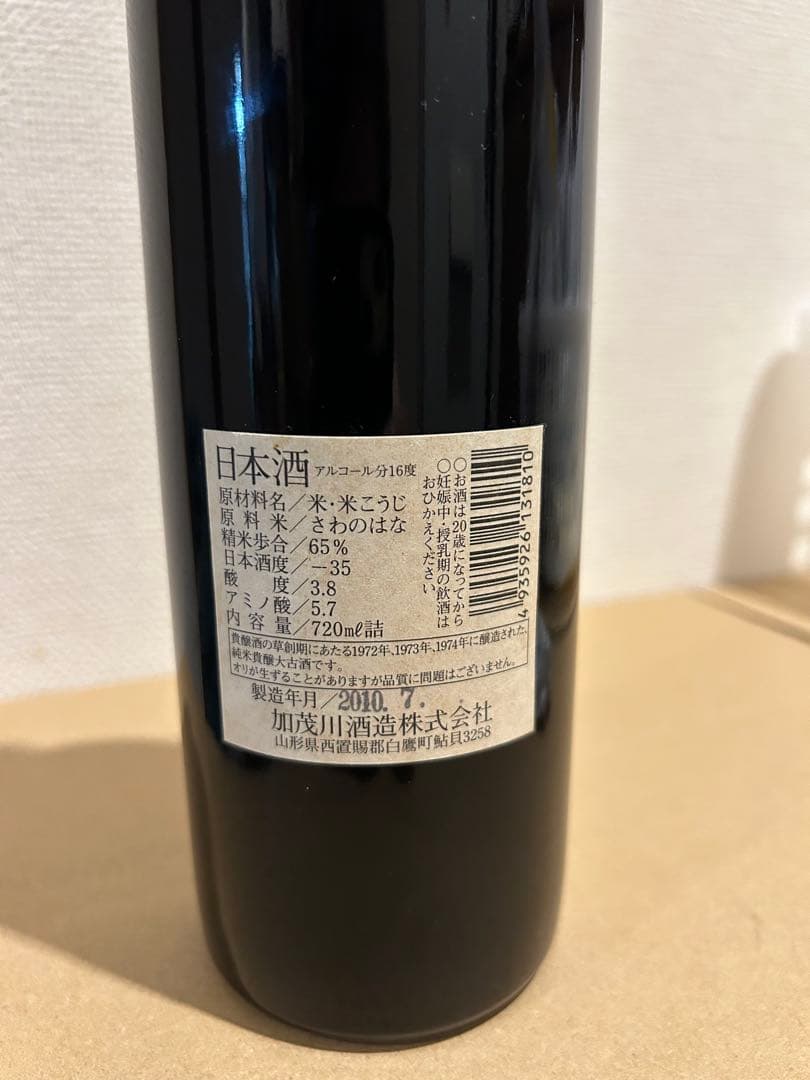 日本酒 アルコール分16度
原材料名／米・米こうじ
原料米／さわのはな
精米歩合／65%
日本酒度／－35
酸度／3.8
アミノ酸／5.7
内容量／720mℓ詰
○お酒は20歳になってから
○妊娠中・授乳期の飲酒は
おひかえください。
4 935926 131810
貴醸酒の草創期にあたる1972年、1973年、1974年に醸造された、
純米貴醸大古酒です。
オリが生ずることがありますが品質に問題はございません。
製造年月／2010. 7.
加茂川酒造株式会社
山形県西置賜郡白鷹町鮎貝3258